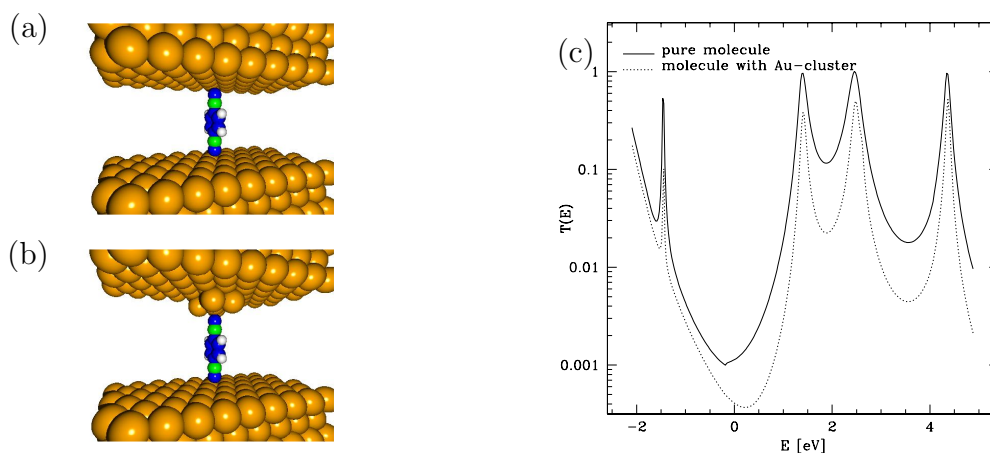 (a)
(b)
(c)
pure molecule
molecule with Au-cluster
1
0.1
0.01
0.001
T(E)
-2
0
2
4
E [eV]